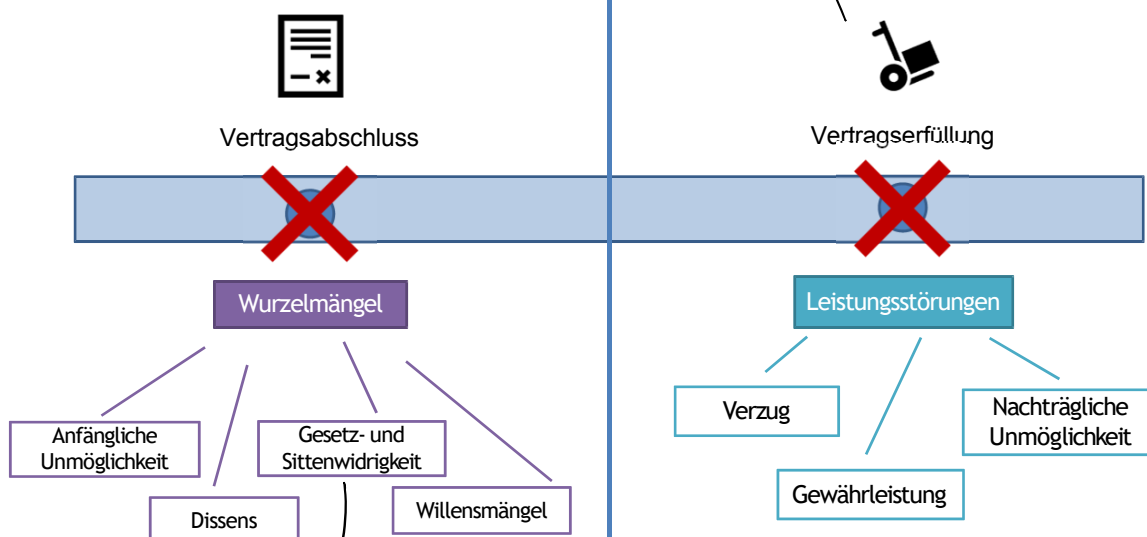 Vertragsabschluss
Vertragserfüllung
Wurzelmängel
Leistungsstörungen
Anfängliche
Unmöglichkeit
Dissens
Gesetz- und
Sittenwidrigkeit
Willensmängel
Verzug
Gewährleistung
Nachträgliche
Unmöglichkeit